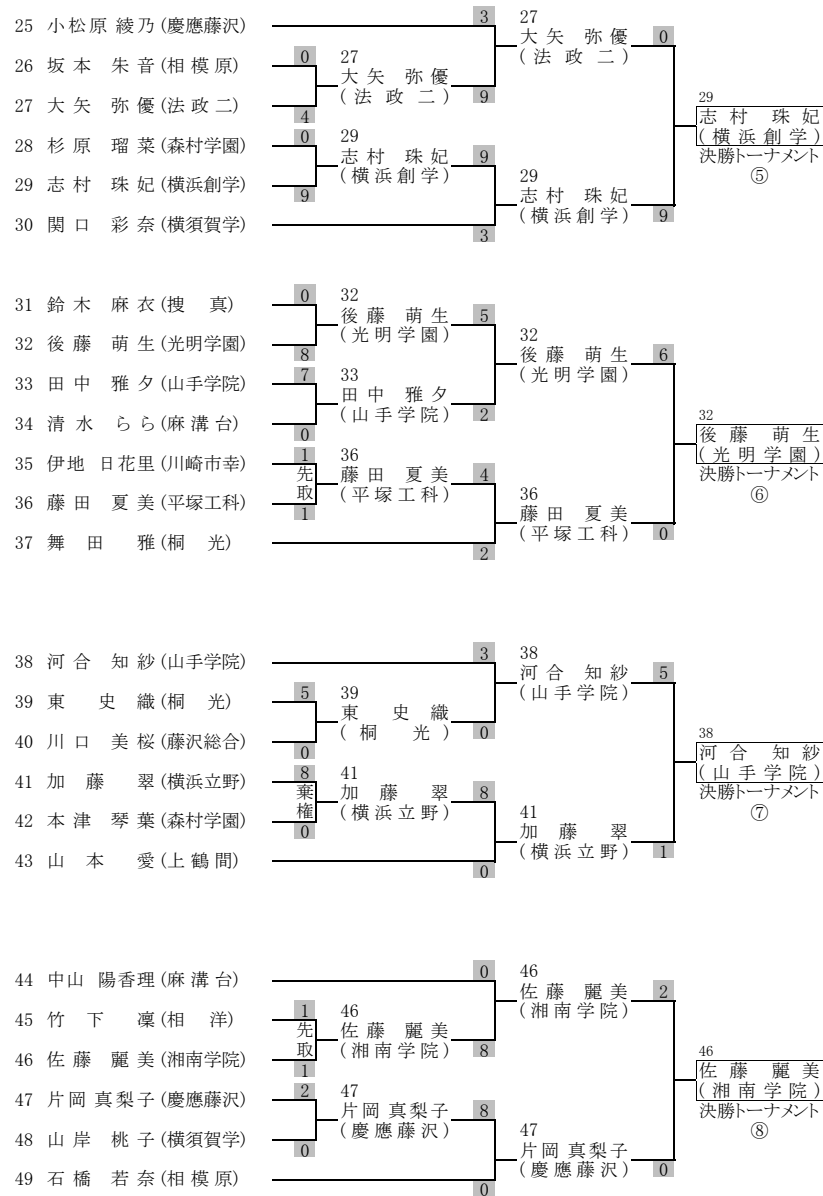 25 小松原 綾乃 (慶應藤沢) 3 27
大矢 弥優 0
(法政二)
26 坂本 朱音 (相模原) 0 27
大矢 弥優
(法政二) 9
27 大矢 弥優 (法政二) 4
29
志村 珠妃
(横浜創学)
決勝トーナメント
⑤
28 杉原 瑠菜 (森村学園) 0 29
志村 珠妃 9
(横浜創学)
29 志村 珠妃 (横浜創学) 9
29
志村 珠妃
(横浜創学) 9
30 関口 彩奈 (横須賀学) 3
31 鈴木 麻衣 (捜真) 0 32
後藤 萌生 5
(光明学園)
32 後藤 萌生 (光明学園) 8
32
後藤 萌生 6
(光明学園)
33 田中 雅夕 (山手学院) 7 33
田中 雅夕
(山手学院) 2
34 清水 らら (麻溝台) 0
32
後藤 萌生
(光明学園)
決勝トーナメント
⑥
35 伊地 日花里 (川崎市幸) 1 36
先取
藤田 夏美 4
(平塚工科)
36 藤田 夏美 (平塚工科) 1
36
藤田 夏美
(平塚工科) 0
37 舞田 雅 (桐光) 2
38 河合 知紗 (山手学院) 3 38
河合 知紗 5
(山手学院)
39 東 史織 (桐光) 5 39
東 史織
(桐光) 0
40 川口 美桜 (藤沢総合) 0
38
河合 知紗
(山手学院)
決勝トーナメント
⑦
41 加藤 翠 (横浜立野) 8 41
棄権
加藤 翠 8
(横浜立野)
42 本津 琴葉 (森村学園) 0
41
加藤 翠
(横浜立野) 1
43 山本 愛 (上鶴間) 0
44 中山 陽香理 (麻溝台) 0 46
佐藤 麗美 2
(湘南学院)
45 竹下 凜 (相洋) 1 46
先取
佐藤 麗美
(湘南学院) 8
46 佐藤 麗美 (湘南学院) 1
46
佐藤 麗美
(湘南学院)
決勝トーナメント
⑧
47 片岡 真梨子 (慶應藤沢) 2 47
片岡 真梨子 8
(慶應藤沢)
48 山岸 桃子 (横須賀学) 0
47
片岡 真梨子
(慶應藤沢) 0
49 石橋 若奈 (相模原) 0